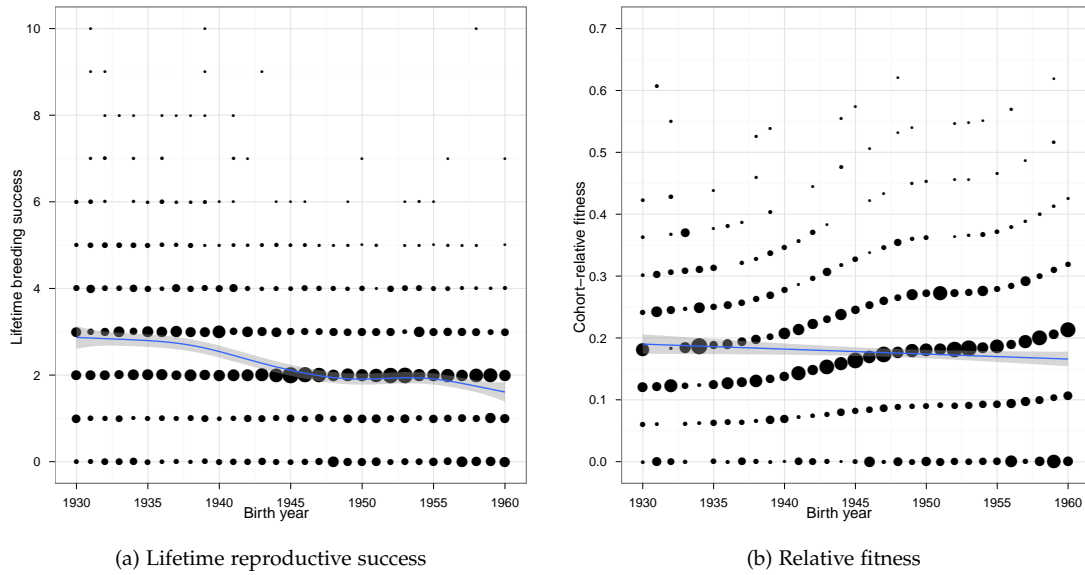 10
8
6
4
2
0
Lifetime breeding success
1930 1935 1940 1945 1950 1955 1960
Birth year
(a) Lifetime reproductive success
0.7
0.6
0.5
0.4
0.3
0.2
0.1
0.0
Cohort−relative fitness
1930 1935 1940 1945 1950 1955 1960
Birth year
(b) Relative fitness